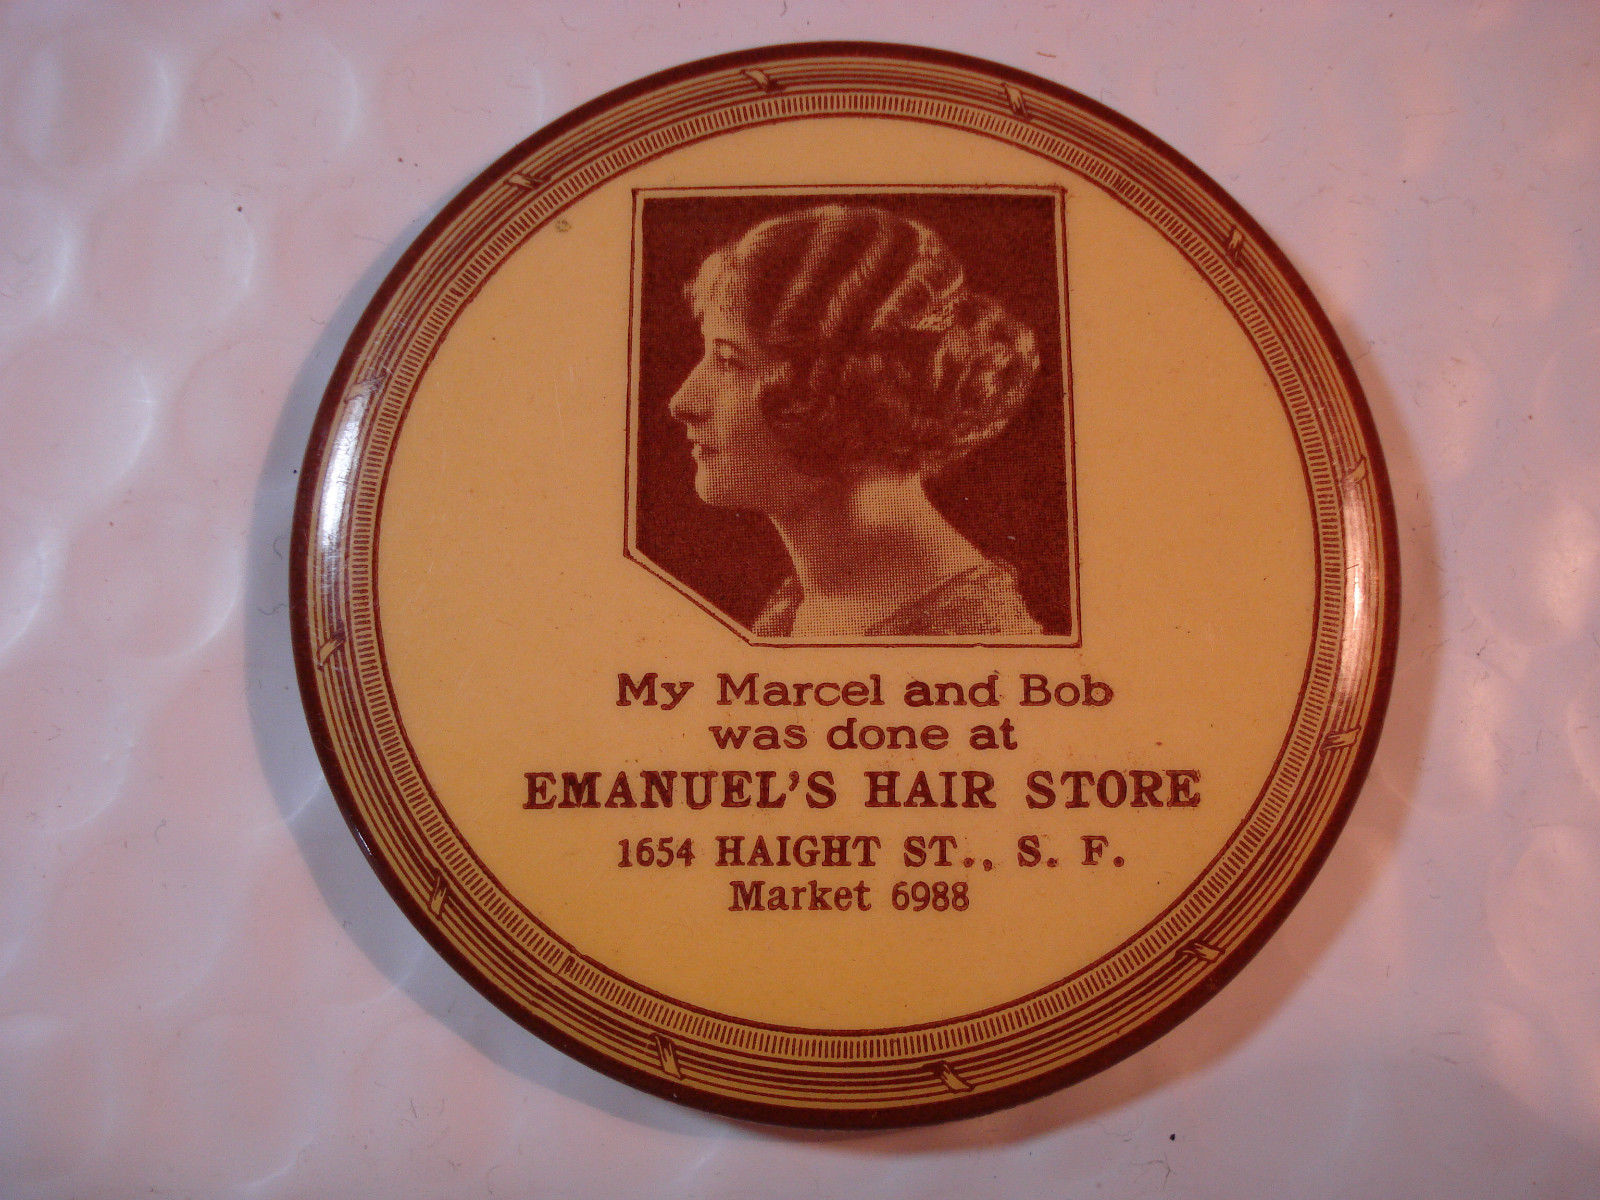 My Marcel and Bob
was done at
EMANUEL'S HAIR STORE
1654 HAIGHT ST., S. F.
Market 6988